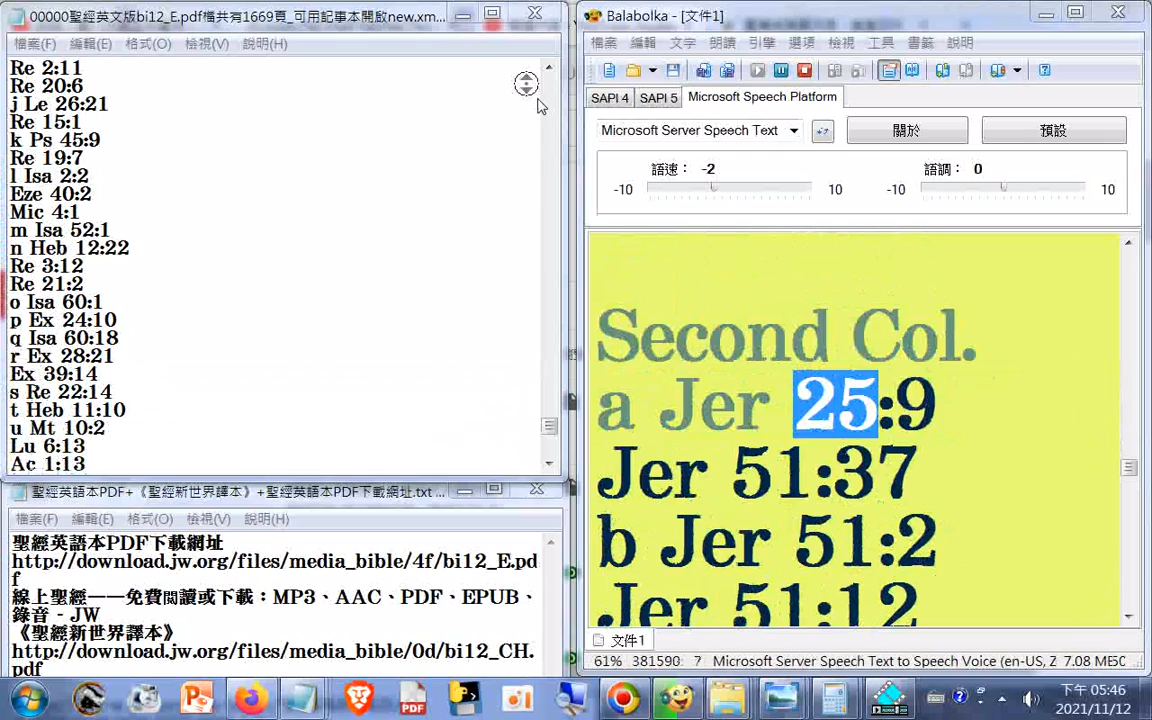 00000聖經英文版bi12_E.pdf檔共有1669頁_可用記事本開啟new.xm...
檔案(F) 編輯(E) 格式(O) 檢視(V) 說明(H)
Re 2:11
Re 20:6
j Le 26:21
Re 15:1
k Ps 45:9
Re 19:7
l Isa 2:2
Eze 40:2
Mic 4:1
m Isa 52:1
n Heb 12:22
Re 3:12
Re 21:2
o Isa 60:1
p Ex 24:10
q Isa 60:18
r Ex 28:21
Ex 39:14
s Re 22:14
t Heb 11:10
u Mt 10:2
Lu 6:13
Ac 1:13
聖經英語本PDF+《聖經新世界譯本》+聖經英語本PDF下載網址.txt ...
檔案(F) 編輯(E) 格式(O) 檢視(V) 說明(H)
聖經英語本PDF下載網址
http://download.jw.org/files/media_bible/4f/bi12_E.pd
f
線上聖經——免費閱讀或下載：MP3、AAC、PDF、EPUB、
錄音 - JW
《聖經新世界譯本》
http://download.jw.org/files/media_bible/0d/bi12_CH.
pdf
Balabolka - [文件1]
檔案 編輯 文字 朗讀 引擎 選項 檢視 工具 書籤 說明
SAPI 4 SAPI 5 Microsoft Speech Platform
Microsoft Server Speech Text 關於 預設
語速： -2 語調： 0
-10 10 -10 10
Second Col.
a Jer 25:9
Jer 51:37
b Jer 51:2
Jer 51:12
文件1
61% 381590: ? Microsoft Server Speech Text to Speech Voice (en-US, Z 7.08 ME
PDF
下午 05:46
2021/11/12